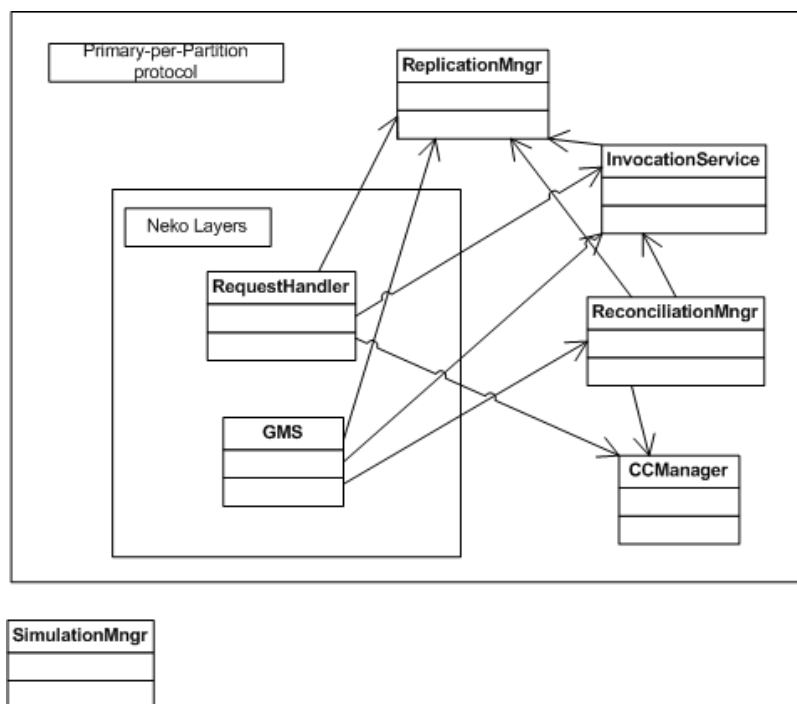 Primary-per-Partition
protocol
ReplicationMngr
InvocationService
Neko Layers
RequestHandler
ReconciliationMngr
GMS
CCManager
SimulationMngr